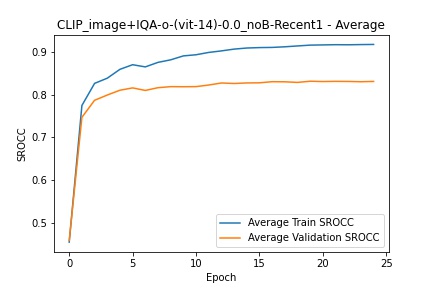 CLIP_image+IQA-o-(vit-14)-0.0_noB-Recent1 - Average
0.9
0.8
0.7
0.6
0.5
SROCC
Average Train SROCC
Average Validation SROCC
0 5 10 15 20 25
Epoch